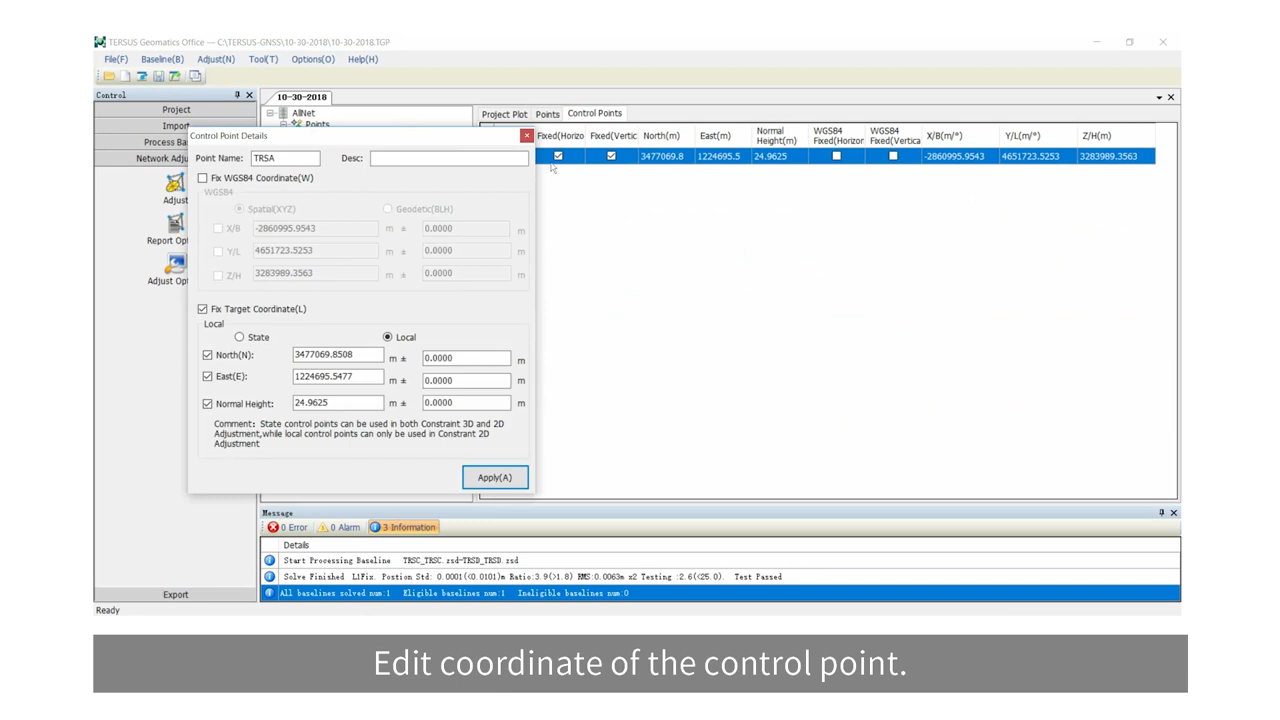 TERSUS Geomatics Office — C:\TERSUS-GNSS\10-30-2018\10-30-2018.TGP
File(F) Baseline(B) Adjust(N) Tool(T) Options(O) Help(H)
Control
10-30-2018
Project
Import
Process Ba
Network Adju
Adjust
Report Op
Adjust Op
Export
AllNet
Points
Project Plot Points Control Points
Fixed(Horizo Fixed(Vertic North(m) East(m) Normal Height(m) WGS84 Fixed(Horizor WGS84 Fixed(Vertica X/B(m/°) Y/L(m/°) Z/H(m)
3477069.8 1224695.5 24.9625 -2860995.9543 4651723.5253 3283989.3563
Control Point Details
Point Name: TRSA Desc:
Fix WGS84 Coordinate(W)
WGS84
Spatial(XYZ) Geodetic(BLH)
X/B -2860995.9543 m ± 0.0000 m
Y/L 4651723.5253 m ± 0.0000 m
Z/H 3283989.3563 m ± 0.0000 m
Fix Target Coordinate(L)
Local
State Local
North(N): 3477069.8508 m ± 0.0000 m
East(E): 1224695.5477 m ± 0.0000 m
Normal Height: 24.9625 m ± 0.0000 m
Comment: State control points can be used in both Constraint 3D and 2D
Adjustment,while local control points can only be used in Constrant 2D
Adjustment
Apply(A)
Message
0 Error 0 Alarm 3 Information
Details
Start Processing Baseline TRSC_TRSC.zsd-TRSD_TRSD.zsd
Solve Finished L1Fix. Postion Std: 0.0001(<0.0101)m Ratio:3.9(>1.8) RMS:0.0063m x2 Testing :2.6(<25.0). Test Passed
All baselines solved num:1 Eligible baselines num:1 Ineligible baselines num:0
Ready
Edit coordinate of the control point.